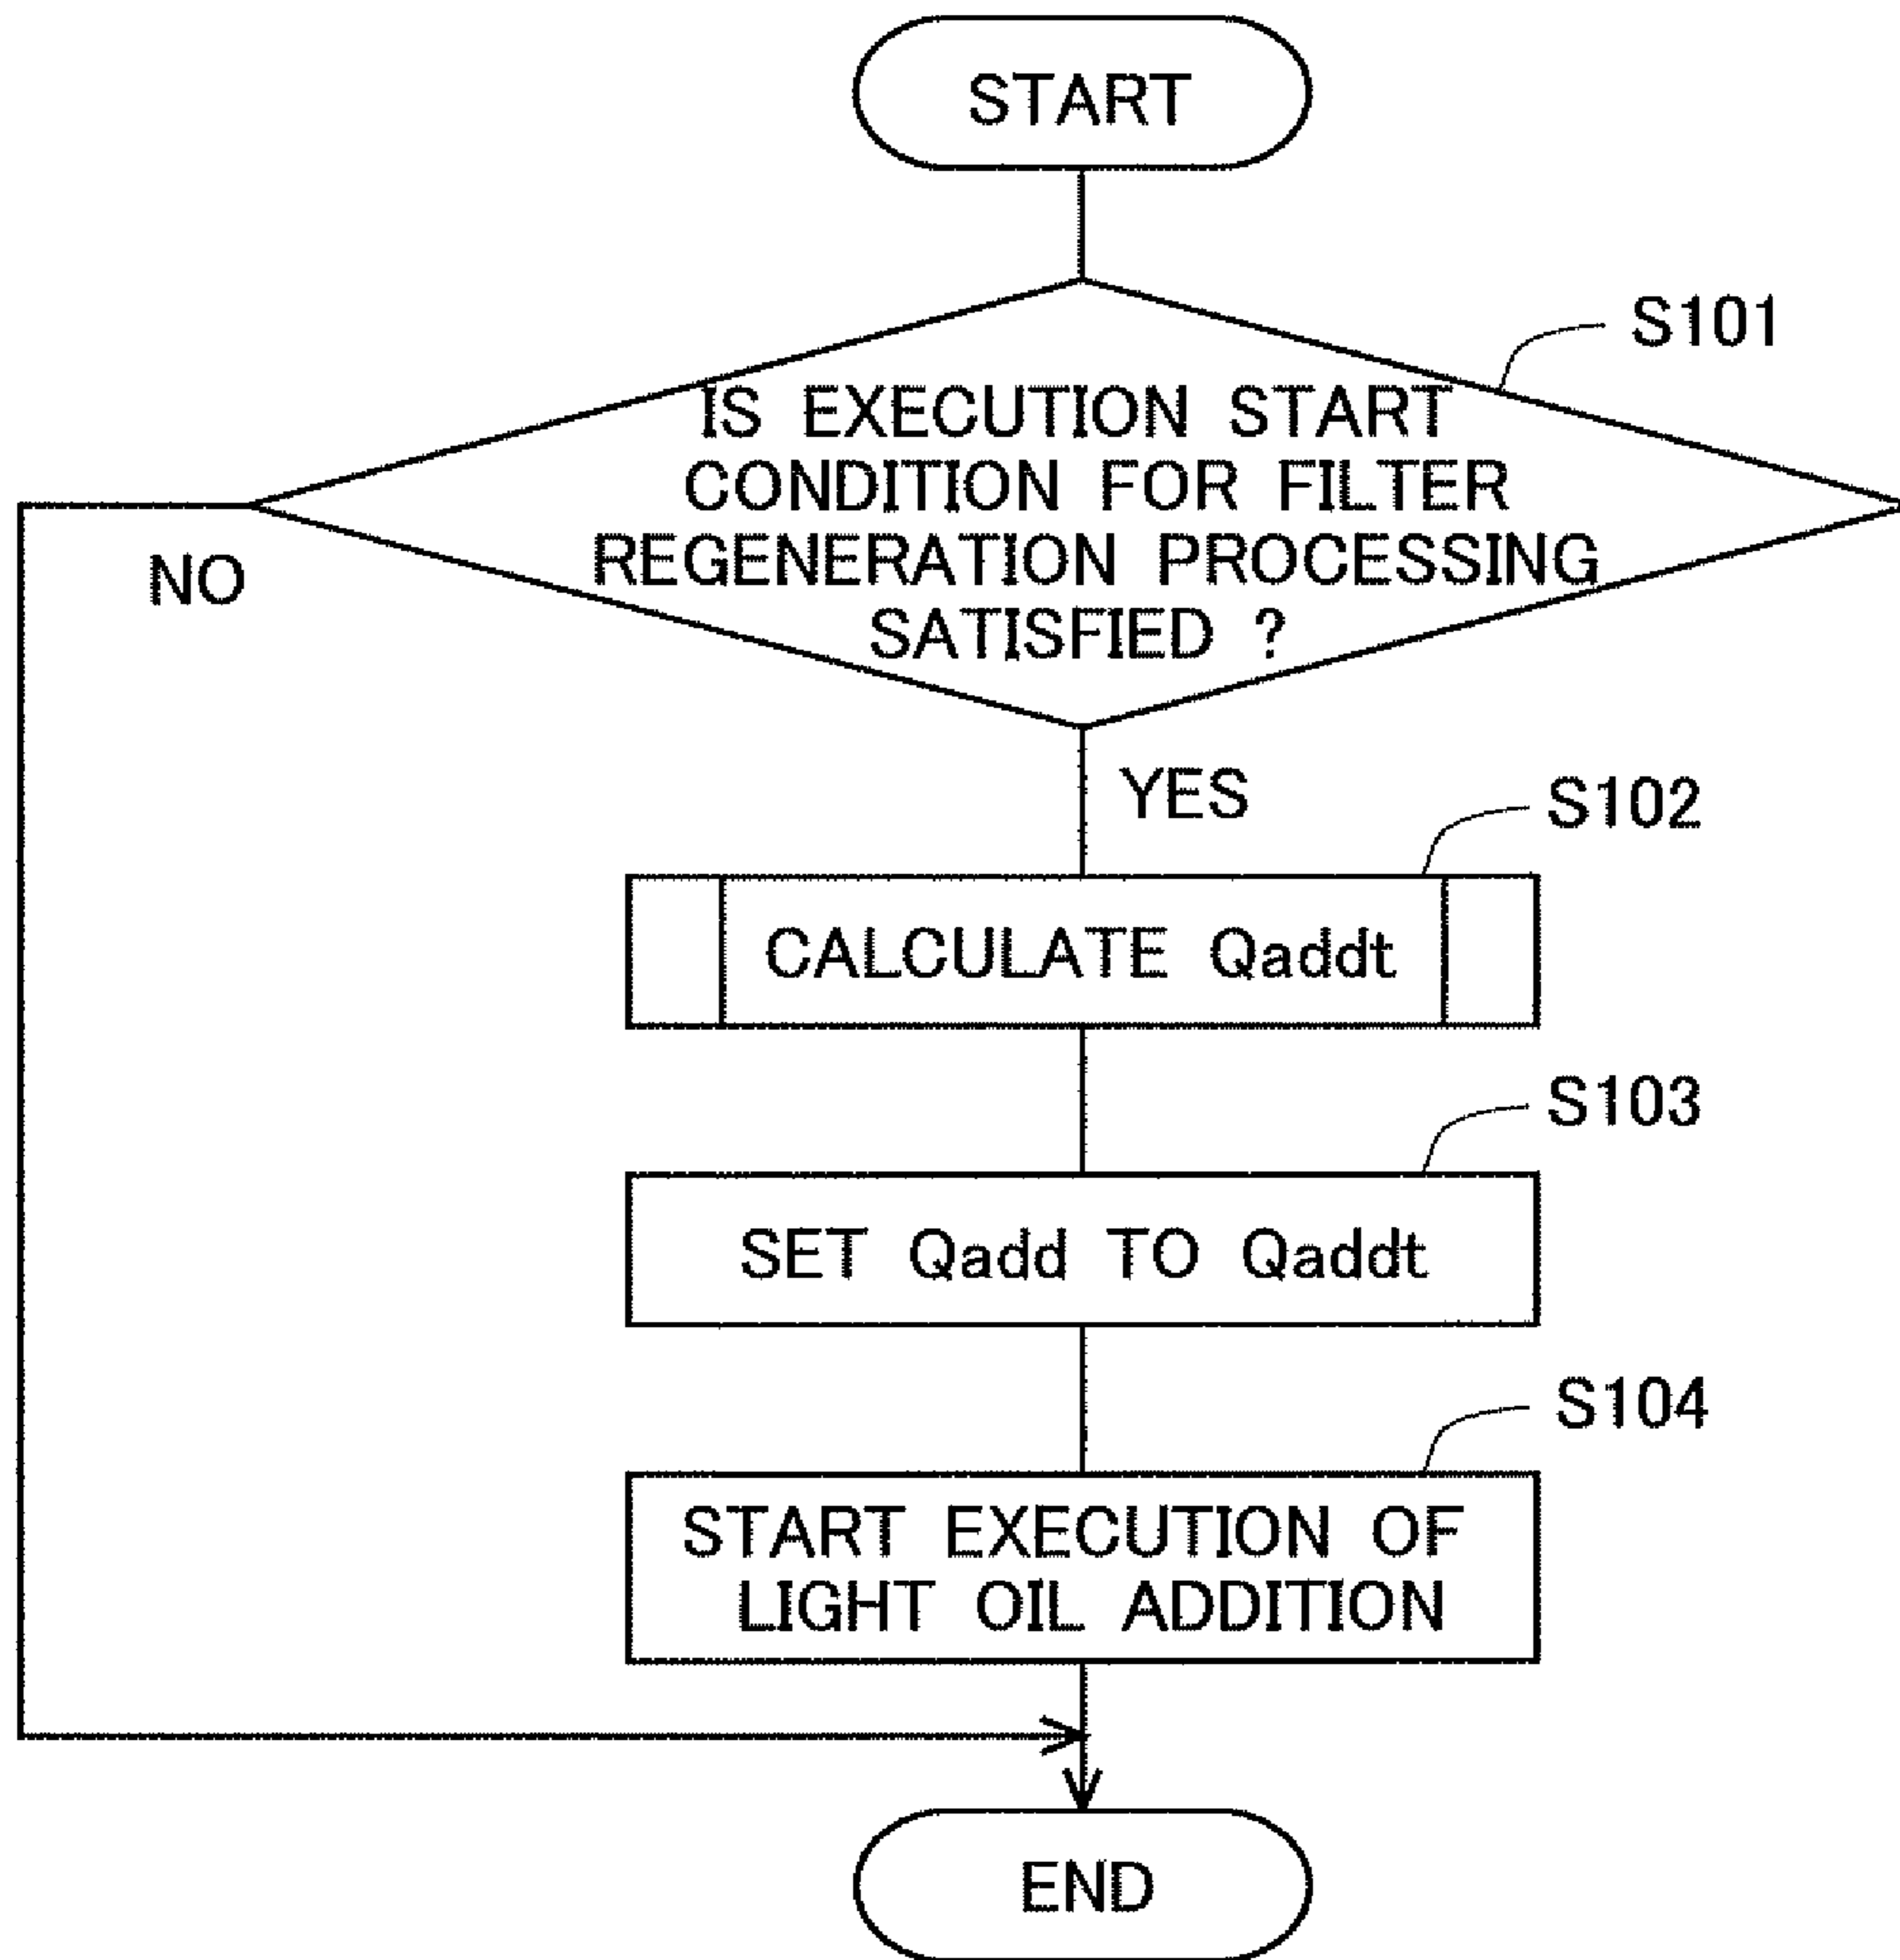 START
S101
IS EXECUTION START
CONDITION FOR FILTER
REGENERATION PROCESSING
SATISFIED ?
NO
YES
S102
CALCULATE Qaddt
S103
SET Qadd TO Qaddt
S104
START EXECUTION OF
LIGHT OIL ADDITION
END